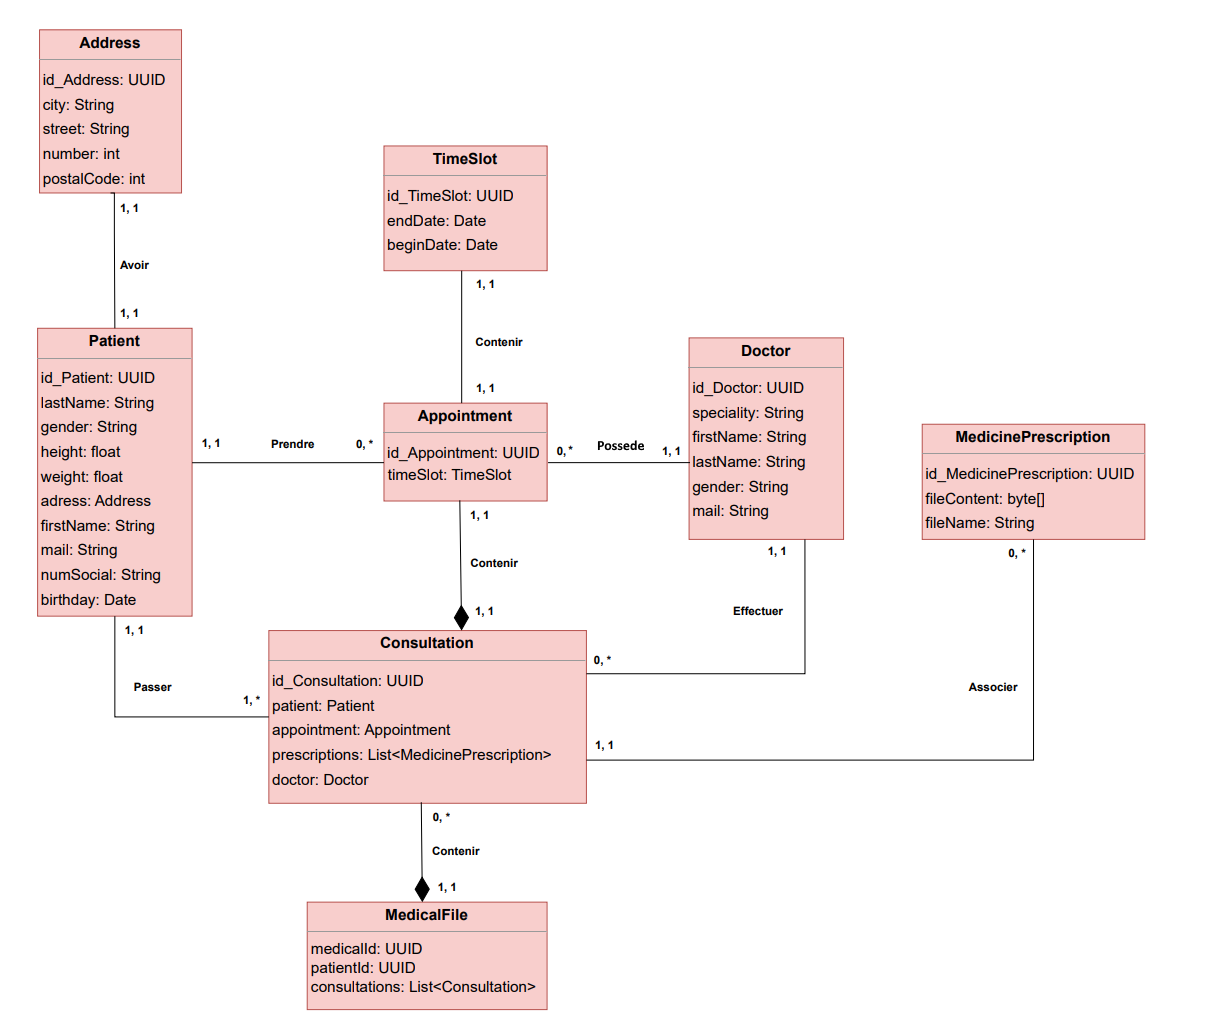 Address
id_Address: UUID
city: String
street: String
number: int
postalCode: int
1, 1
Avoir
1, 1
TimeSlot
id_TimeSlot: UUID
endDate: Date
beginDate: Date
1, 1
Contenir
1, 1
Patient
id_Patient: UUID
lastName: String
gender: String
height: float
weight: float
adress: Address
firstName: String
mail: String
numSocial: String
birthday: Date
1, 1
Prendre
0, *
Appointment
id_Appointment: UUID
timeSlot: TimeSlot
0, *
Possede
1, 1
Doctor
id_Doctor: UUID
speciality: String
firstName: String
lastName: String
gender: String
mail: String
MedicinePrescription
id_MedicinePrescription: UUID
fileContent: byte[]
fileName: String
1, 1
Contenir
1, 1
1, 1
Effectuer
0, *
0, *
Associer
1, 1
1, 1
Passer
1, *
Consultation
id_Consultation: UUID
patient: Patient
appointment: Appointment
prescriptions: List<MedicinePrescription>
doctor: Doctor
0, *
Contenir
1, 1
MedicalFile
medicalId: UUID
patientId: UUID
consultations: List<Consultation>